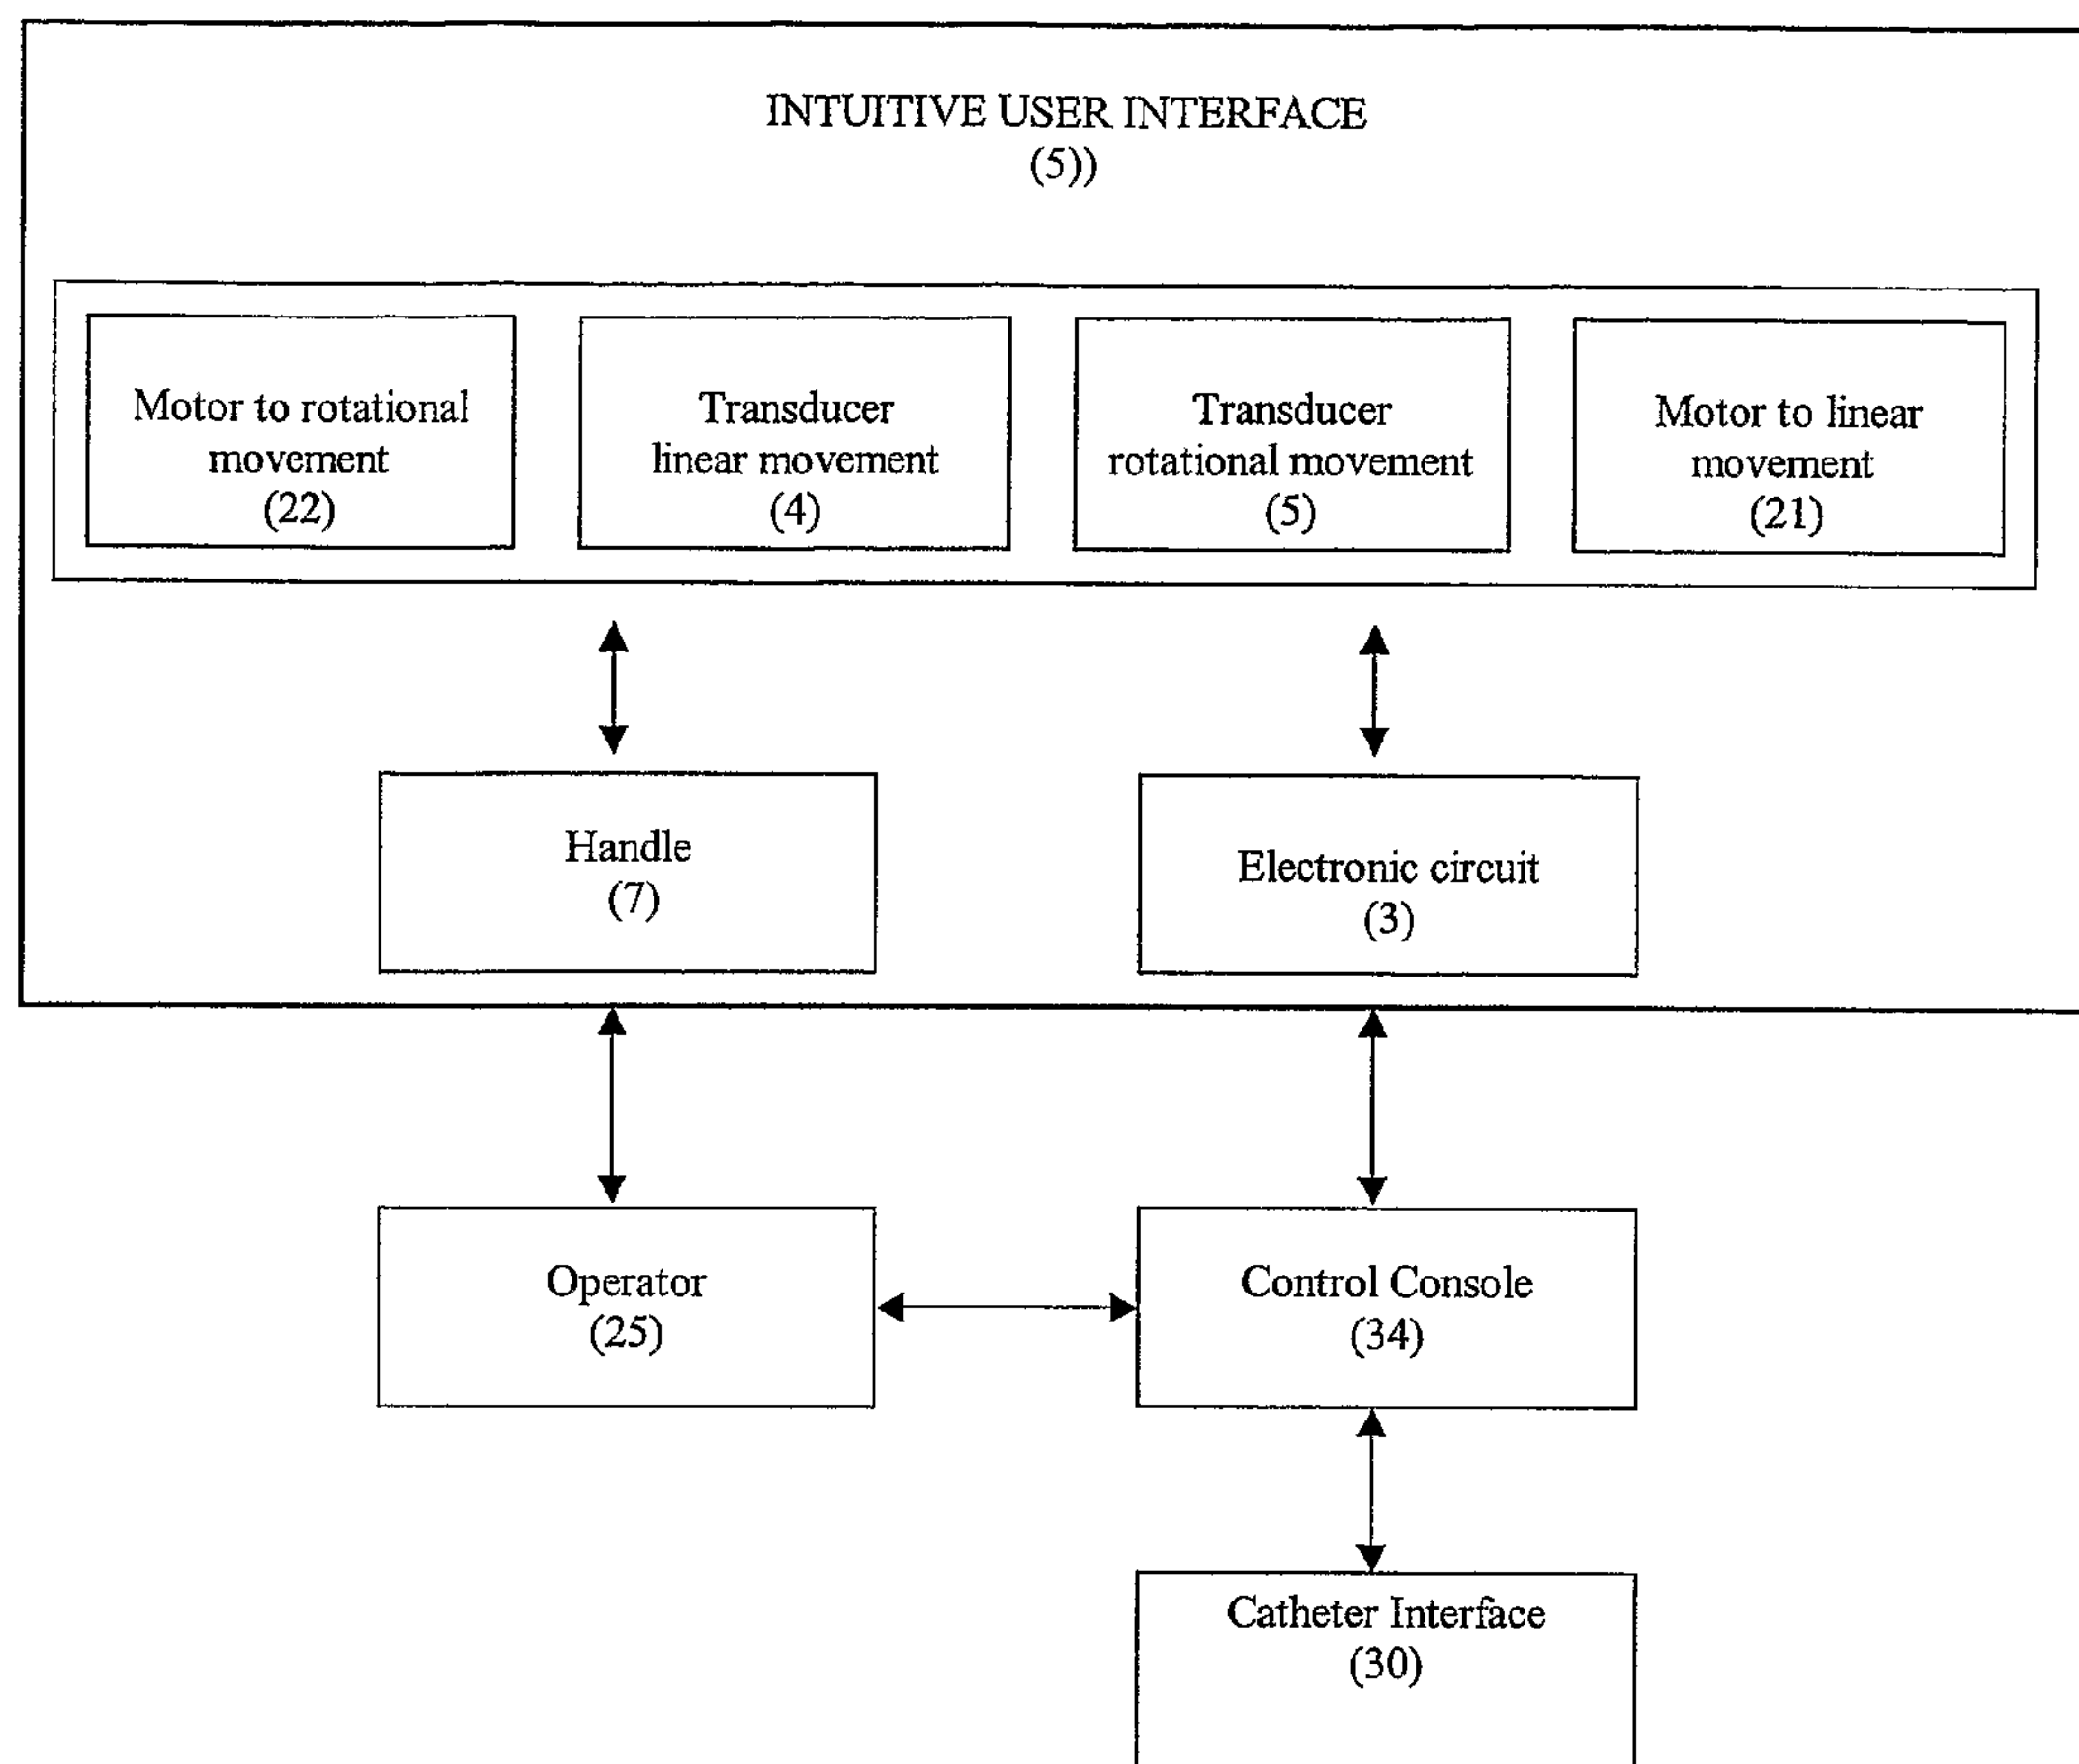 INTUITIVE USER INTERFACE
(5))
Motor to rotational
movement
(22)
Transducer
linear movement
(4)
Transducer
rotational movement
(5)
Motor to linear
movement
(21)
Handle
(7)
Electronic circuit
(3)
Operator
(25)
Control Console
(34)
Catheter Interface
(30)